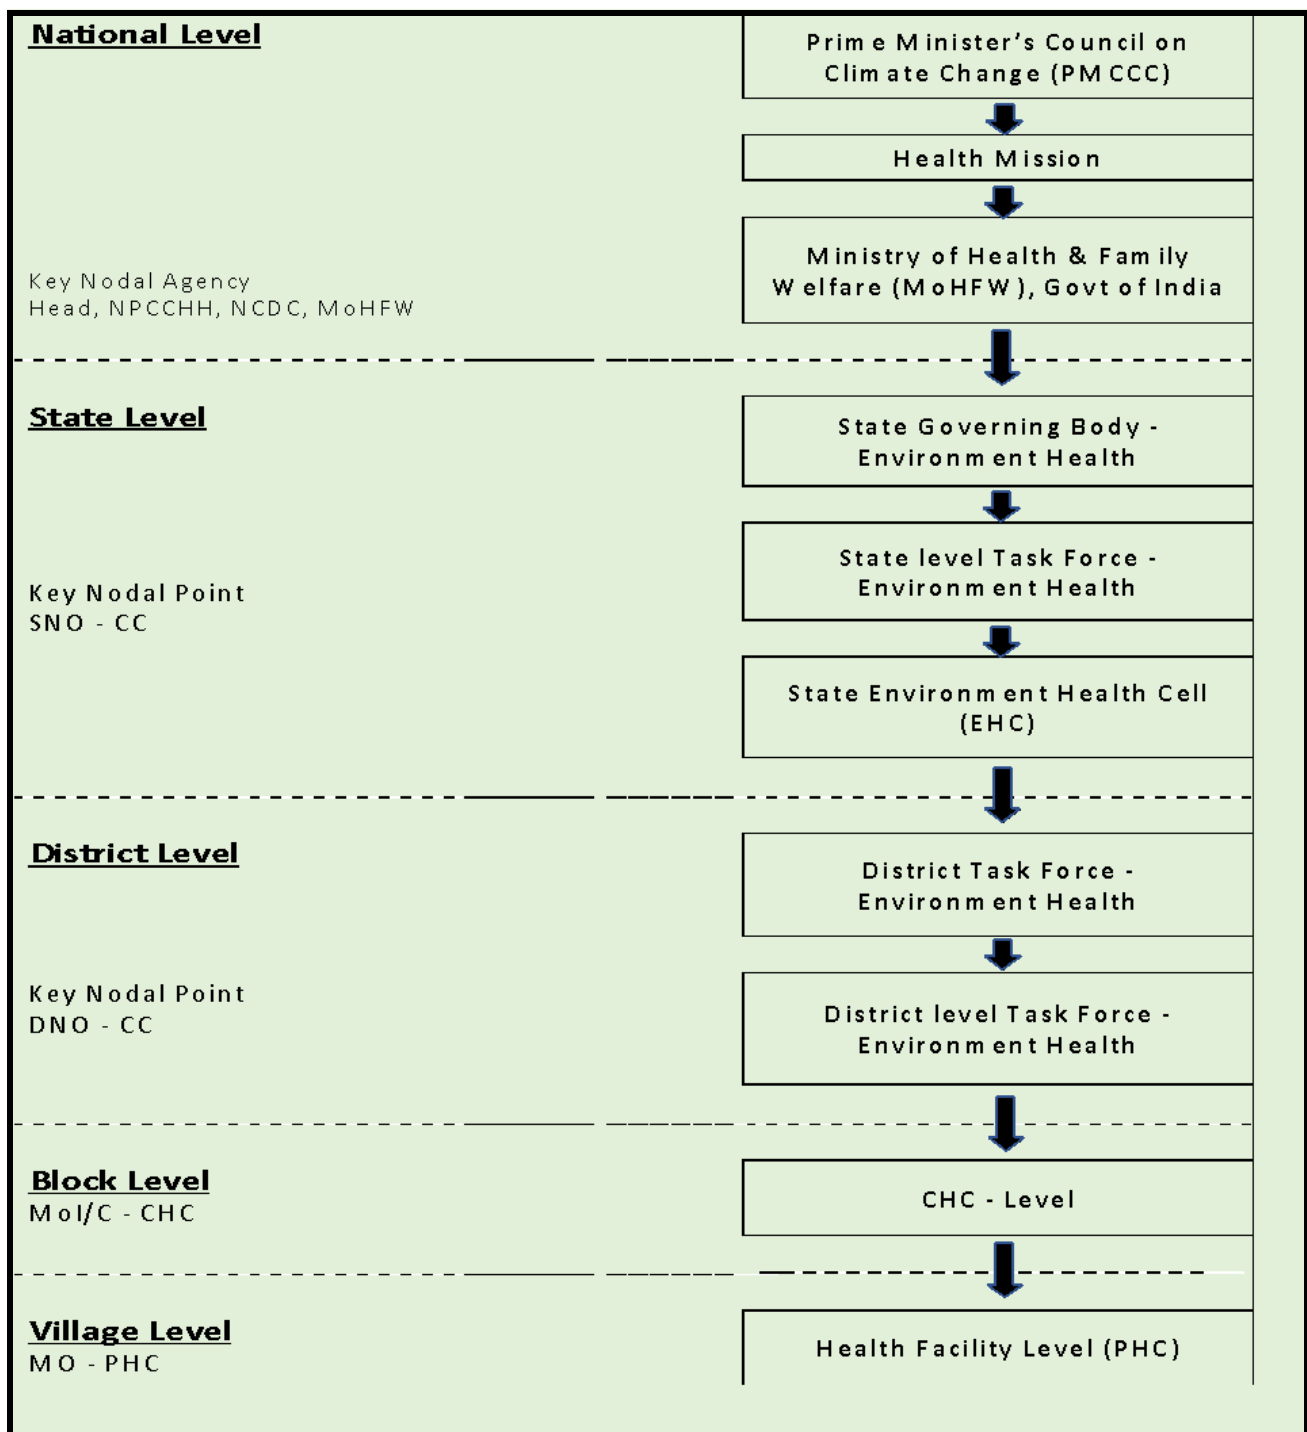 National Level
Prime Minister’s Council on
Climate Change (PMCCC)
Health Mission
Ministry of Health & Family
Welfare (MoHFW), Govt of India
Key Nodal Agency
Head, NPCCHH, NCDC, MoHFW
State Level
State Governing Body -
Environment Health
State level Task Force -
Environment Health
Key Nodal Point
SNO - CC
State Environment Health Cell
(EHC)
District Level
District Task Force -
Environment Health
Key Nodal Point
DNO - CC
District level Task Force -
Environment Health
Block Level
MoI/C - CHC
CHC - Level
Village Level
MO - PHC
Health Facility Level (PHC)